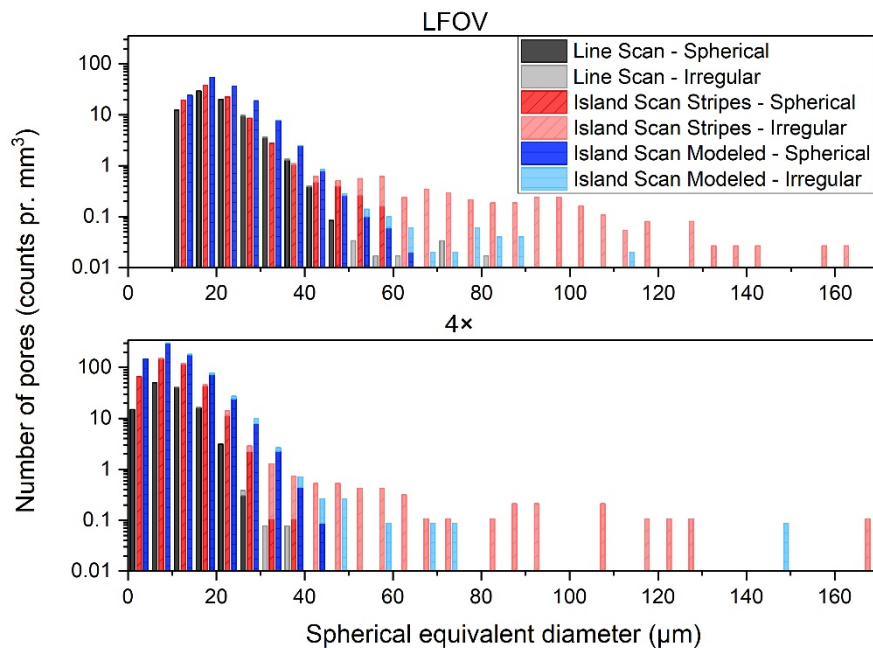 LFOV
Number of pores (counts pr. mm³)
100
10
1
0.1
0.01
Line Scan - Spherical
Line Scan - Irregular
Island Scan Stripes - Spherical
Island Scan Stripes - Irregular
Island Scan Modeled - Spherical
Island Scan Modeled - Irregular
0 20 40 60 80 100 120 140 160
4×
100
10
1
0.1
0.01
0 20 40 60 80 100 120 140 160
Spherical equivalent diameter (µm)